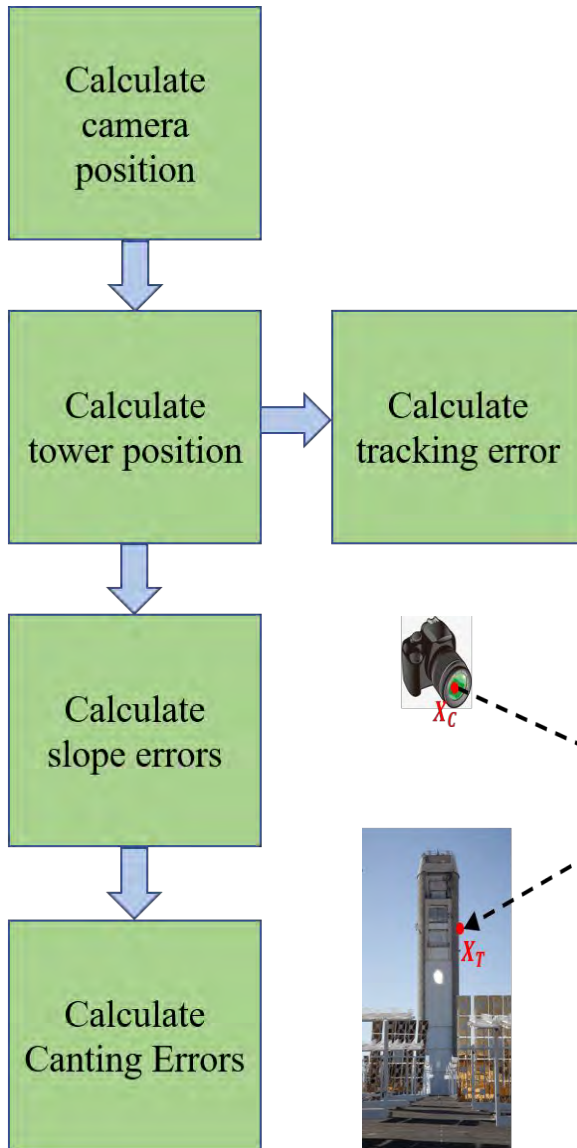 Calculate
camera
position
Calculate
tower position
Calculate
tracking error
Calculate
slope errors
X_C
X_T
Calculate
Canting Errors